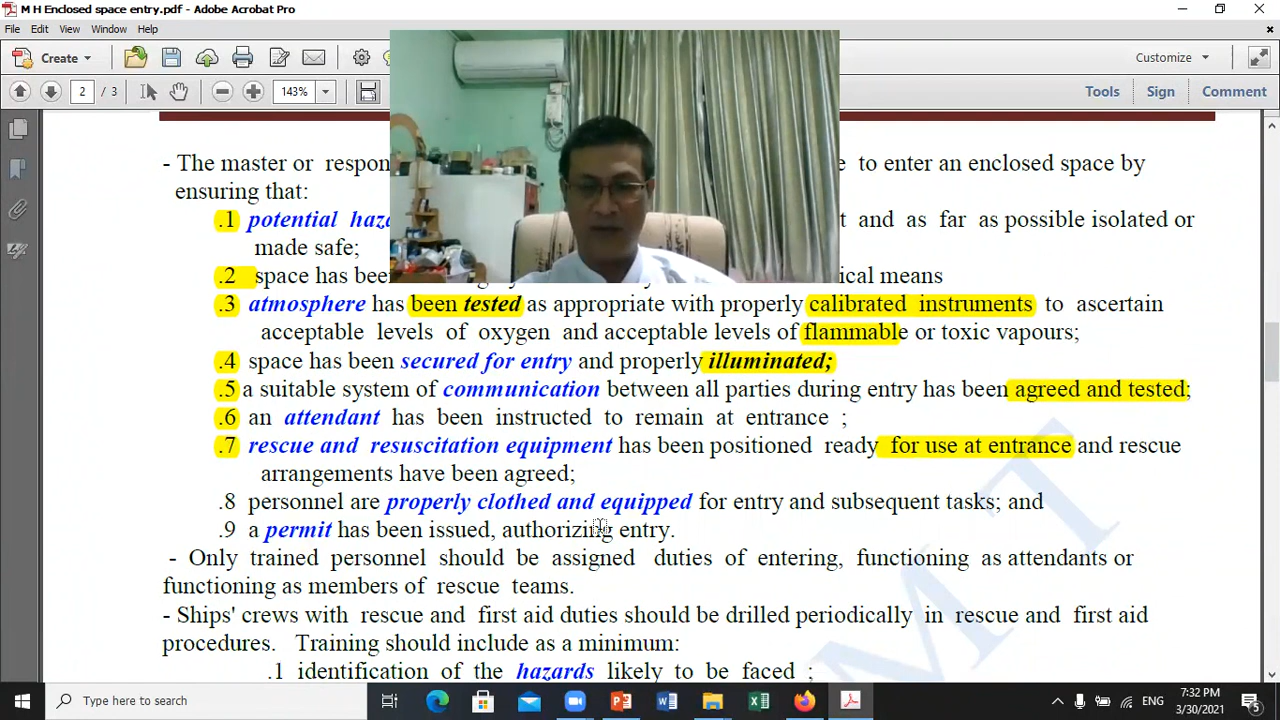 M H Enclosed space entry.pdf - Adobe Acrobat Pro
File Edit View Window Help
Create Customize
2 / 3 143% Tools Sign Comment
- The master or to enter an enclosed space by
ensuring that:
.1 potential and as far as possible isolated or
made safe;
.2 space has means
.3 atmosphere has been tested as appropriate with properly calibrated instruments to ascertain
acceptable levels of oxygen and acceptable levels of flammable or toxic vapours;
.4 space has been secured for entry and properly illuminated;
.5 a suitable system of communication between all parties during entry has been agreed and tested;
.6 an attendant has been instructed to remain at entrance ;
.7 rescue and resuscitation equipment has been positioned ready for use at entrance and rescue
arrangements have been agreed;
.8 personnel are properly clothed and equipped for entry and subsequent tasks; and
.9 a permit has been issued, authorizing entry.
- Only trained personnel should be assigned duties of entering, functioning as attendants or
functioning as members of rescue teams.
- Ships' crews with rescue and first aid duties should be drilled periodically in rescue and first aid
procedures. Training should include as a minimum:
.1 identification of the hazards likely to be faced ;
M T
Type here to search
ENG
7:32 PM
3/30/2021
5